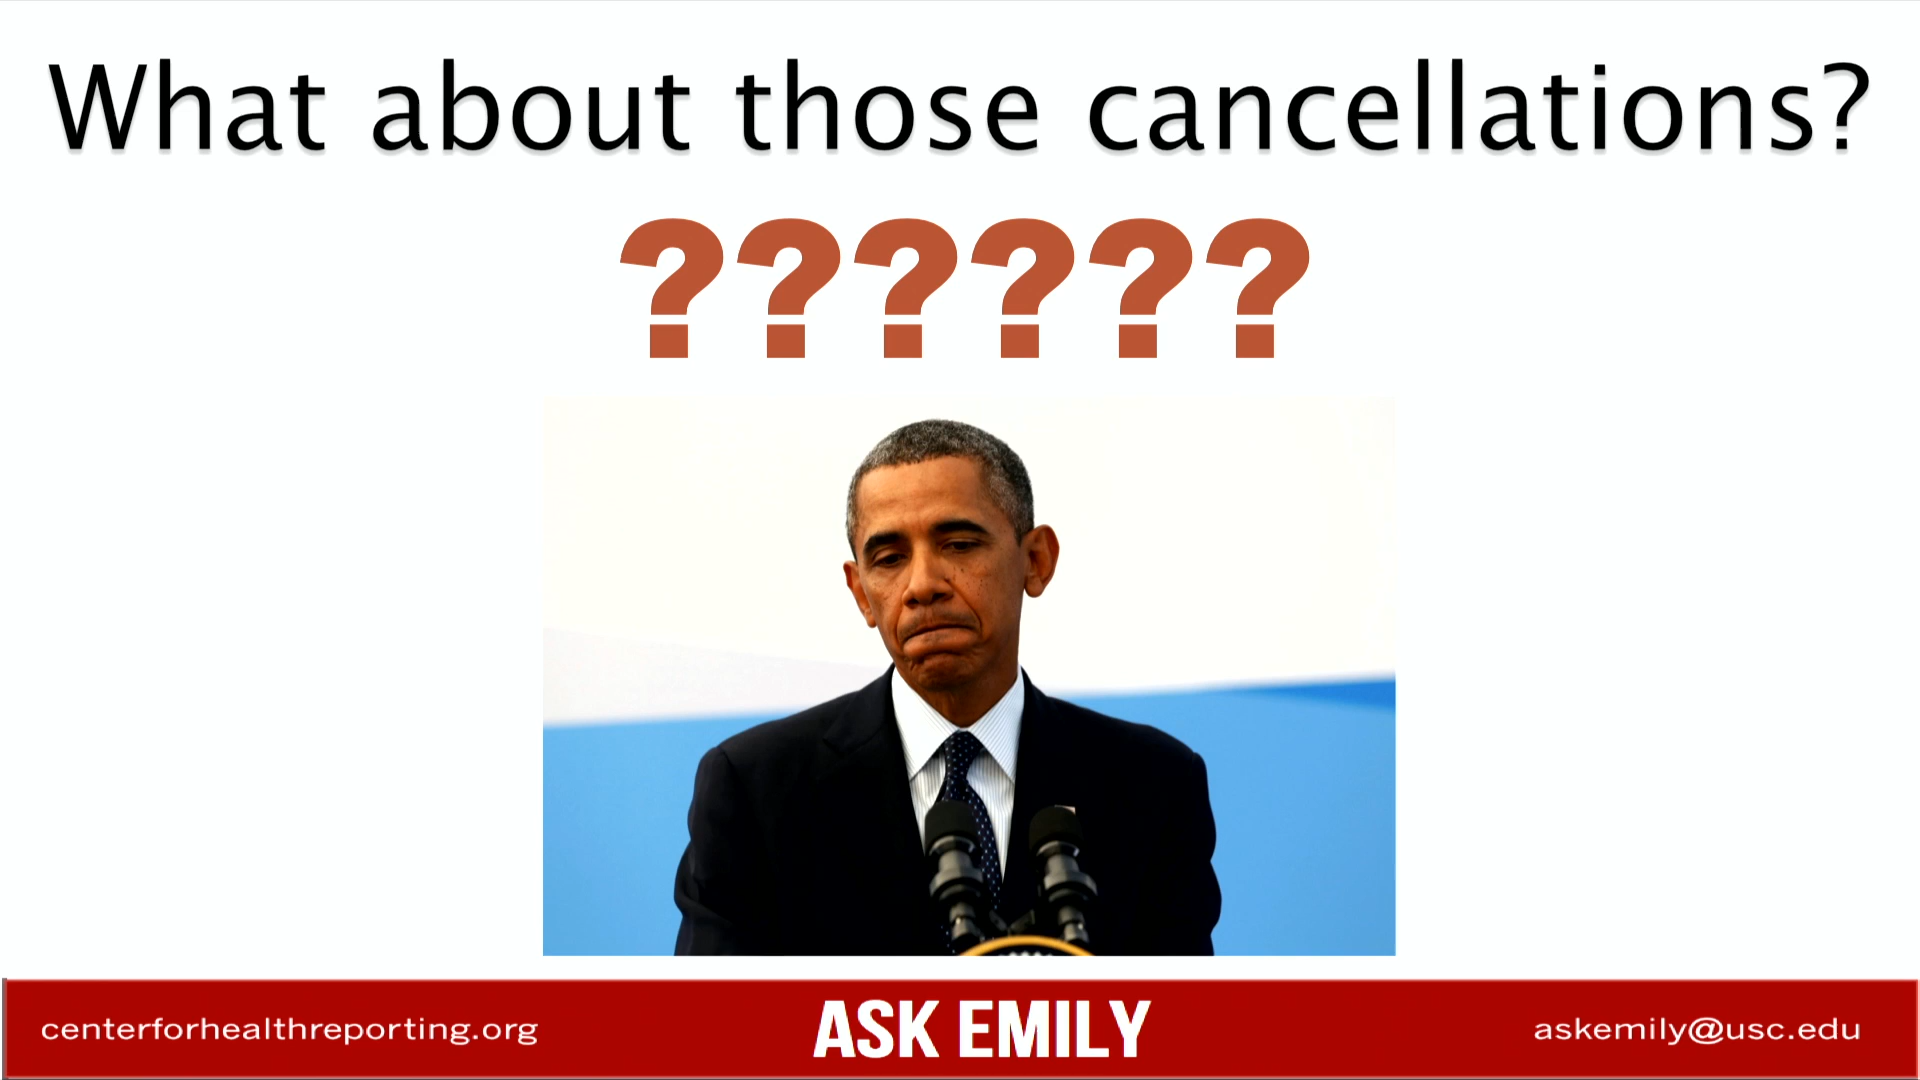 What about those cancellations?
??????
centerforhealthreporting.org
ASK EMILY
askemily@usc.edu